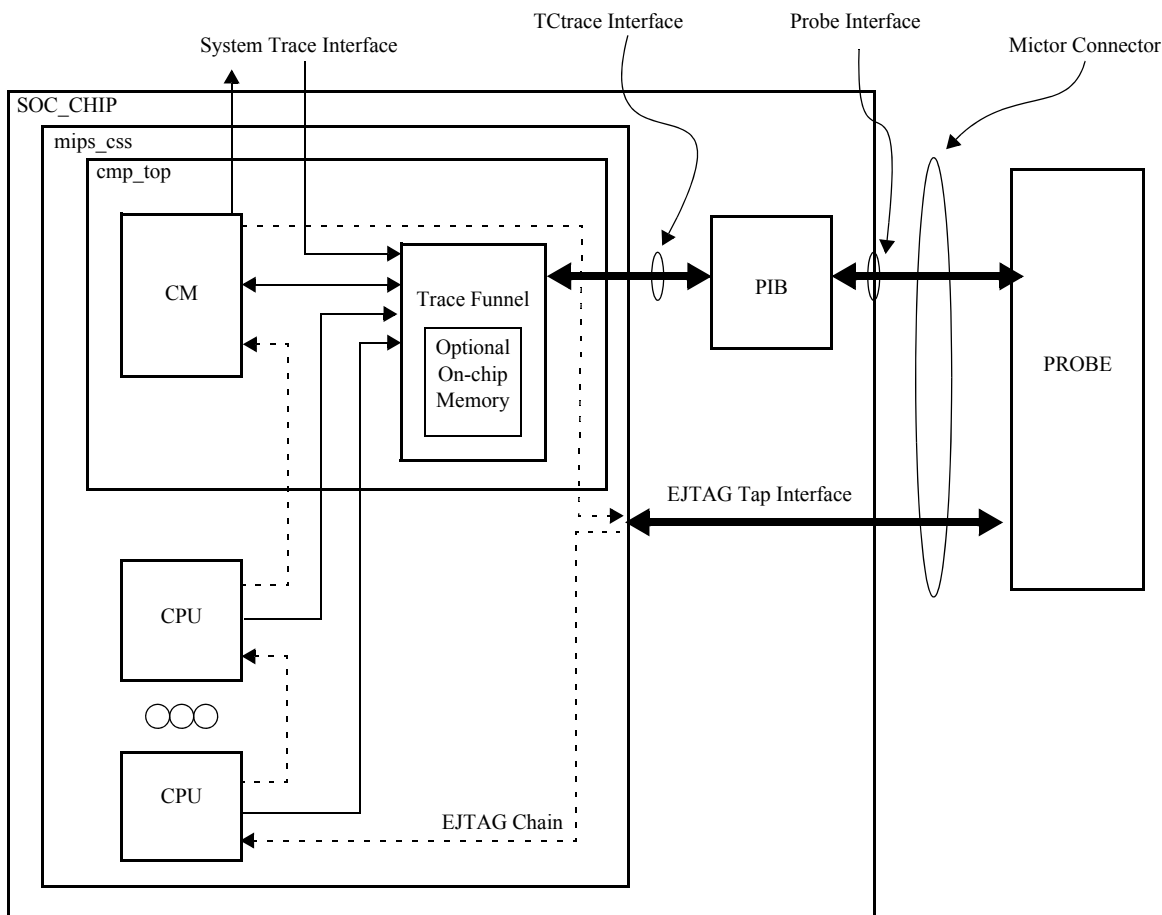 TCtrace Interface
Probe Interface
System Trace Interface
Mictor Connector
SOC_CHIP
mips_css
cmp_top
CM
Trace Funnel
Optional
On-chip
Memory
PIB
PROBE
EJTAG Tap Interface
CPU
CPU
EJTAG Chain